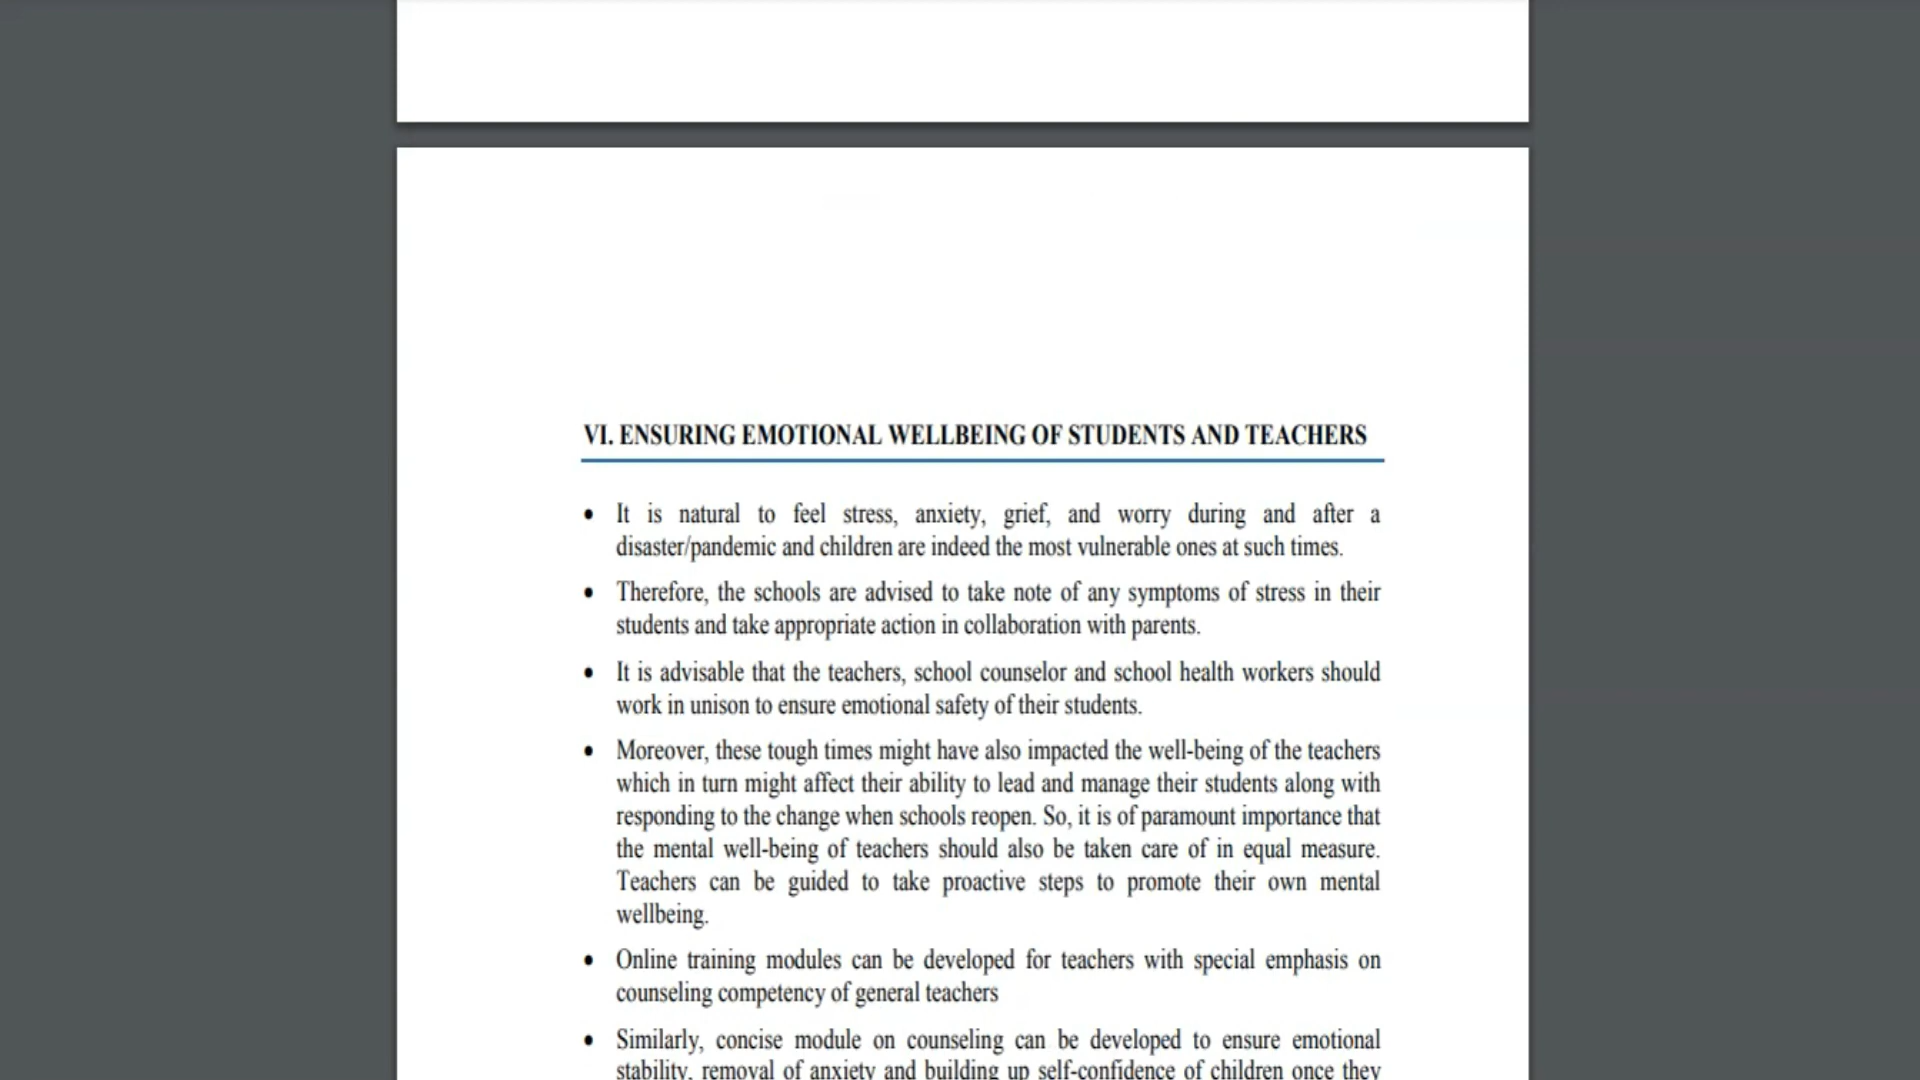 VI. ENSURING EMOTIONAL WELLBEING OF STUDENTS AND TEACHERS
• It is natural to feel stress, anxiety, grief, and worry during and after a
disaster/pandemic and children are indeed the most vulnerable ones at such times.
• Therefore, the schools are advised to take note of any symptoms of stress in their
students and take appropriate action in collaboration with parents.
• It is advisable that the teachers, school counselor and school health workers should
work in unison to ensure emotional safety of their students.
• Moreover, these tough times might have also impacted the well-being of the teachers
which in turn might affect their ability to lead and manage their students along with
responding to the change when schools reopen. So, it is of paramount importance that
the mental well-being of teachers should also be taken care of in equal measure.
Teachers can be guided to take proactive steps to promote their own mental
wellbeing.
• Online training modules can be developed for teachers with special emphasis on
counseling competency of general teachers
• Similarly, concise module on counseling can be developed to ensure emotional
stability, removal of anxiety and building up self-confidence of children once they